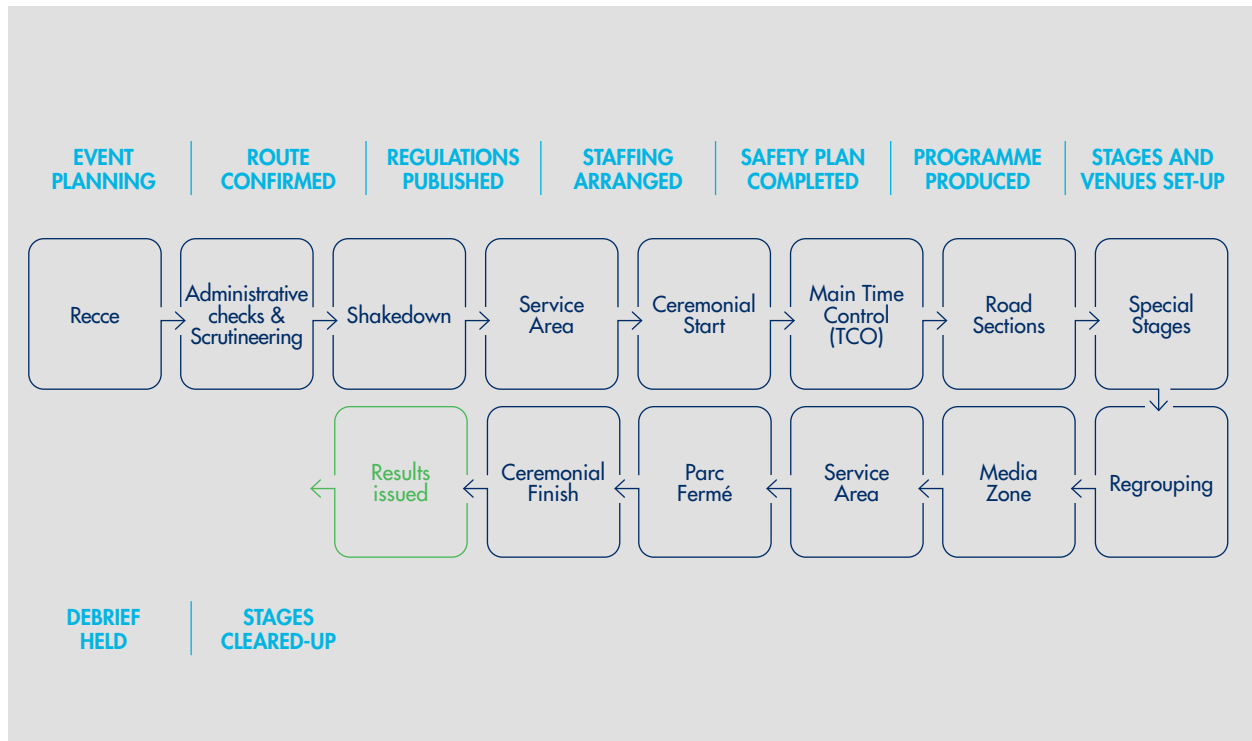 EVENT
PLANNING
ROUTE
CONFIRMED
REGULATIONS
PUBLISHED
STAFFING
ARRANGED
SAFETY PLAN
COMPLETED
PROGRAMME
PRODUCED
STAGES AND
VENUES SET-UP
Recce
Administrative
checks &
Scrutineering
Shakedown
Service
Area
Ceremonial
Start
Main Time
Control
(TCO)
Road
Sections
Special
Stages
Results
issued
Ceremonial
Finish
Parc
Fermé
Service
Area
Media
Zone
Regrouping
DEBRIEF
HELD
STAGES
CLEARED-UP